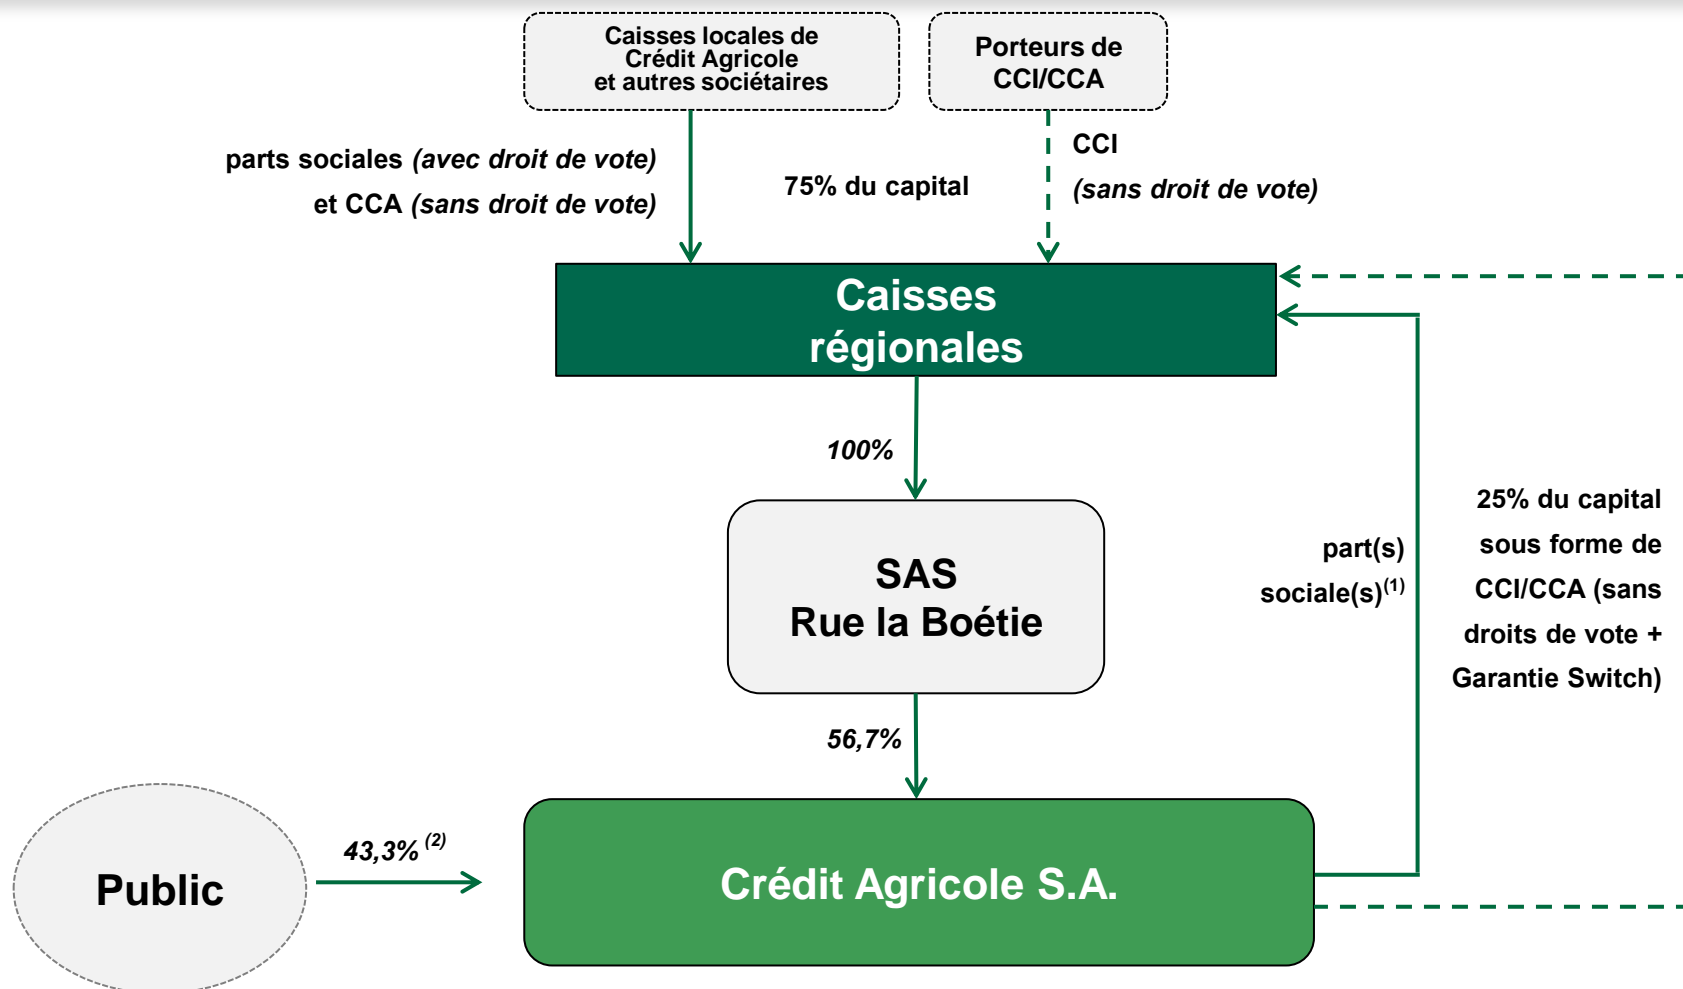 Caisses locales de
Crédit Agricole
et autres sociétaires
Porteurs de
CCI/CCA
parts sociales (avec droit de vote)
et CCA (sans droit de vote)
75% du capital
CCI
(sans droit de vote)
Caisses
régionales
100%
SAS
Rue la Boétie
part(s)
sociale(s)(1)
25% du capital
sous forme de
CCI/CCA (sans
droits de vote +
Garantie Switch)
56,7%
Public
43,3% (2)
Crédit Agricole S.A.